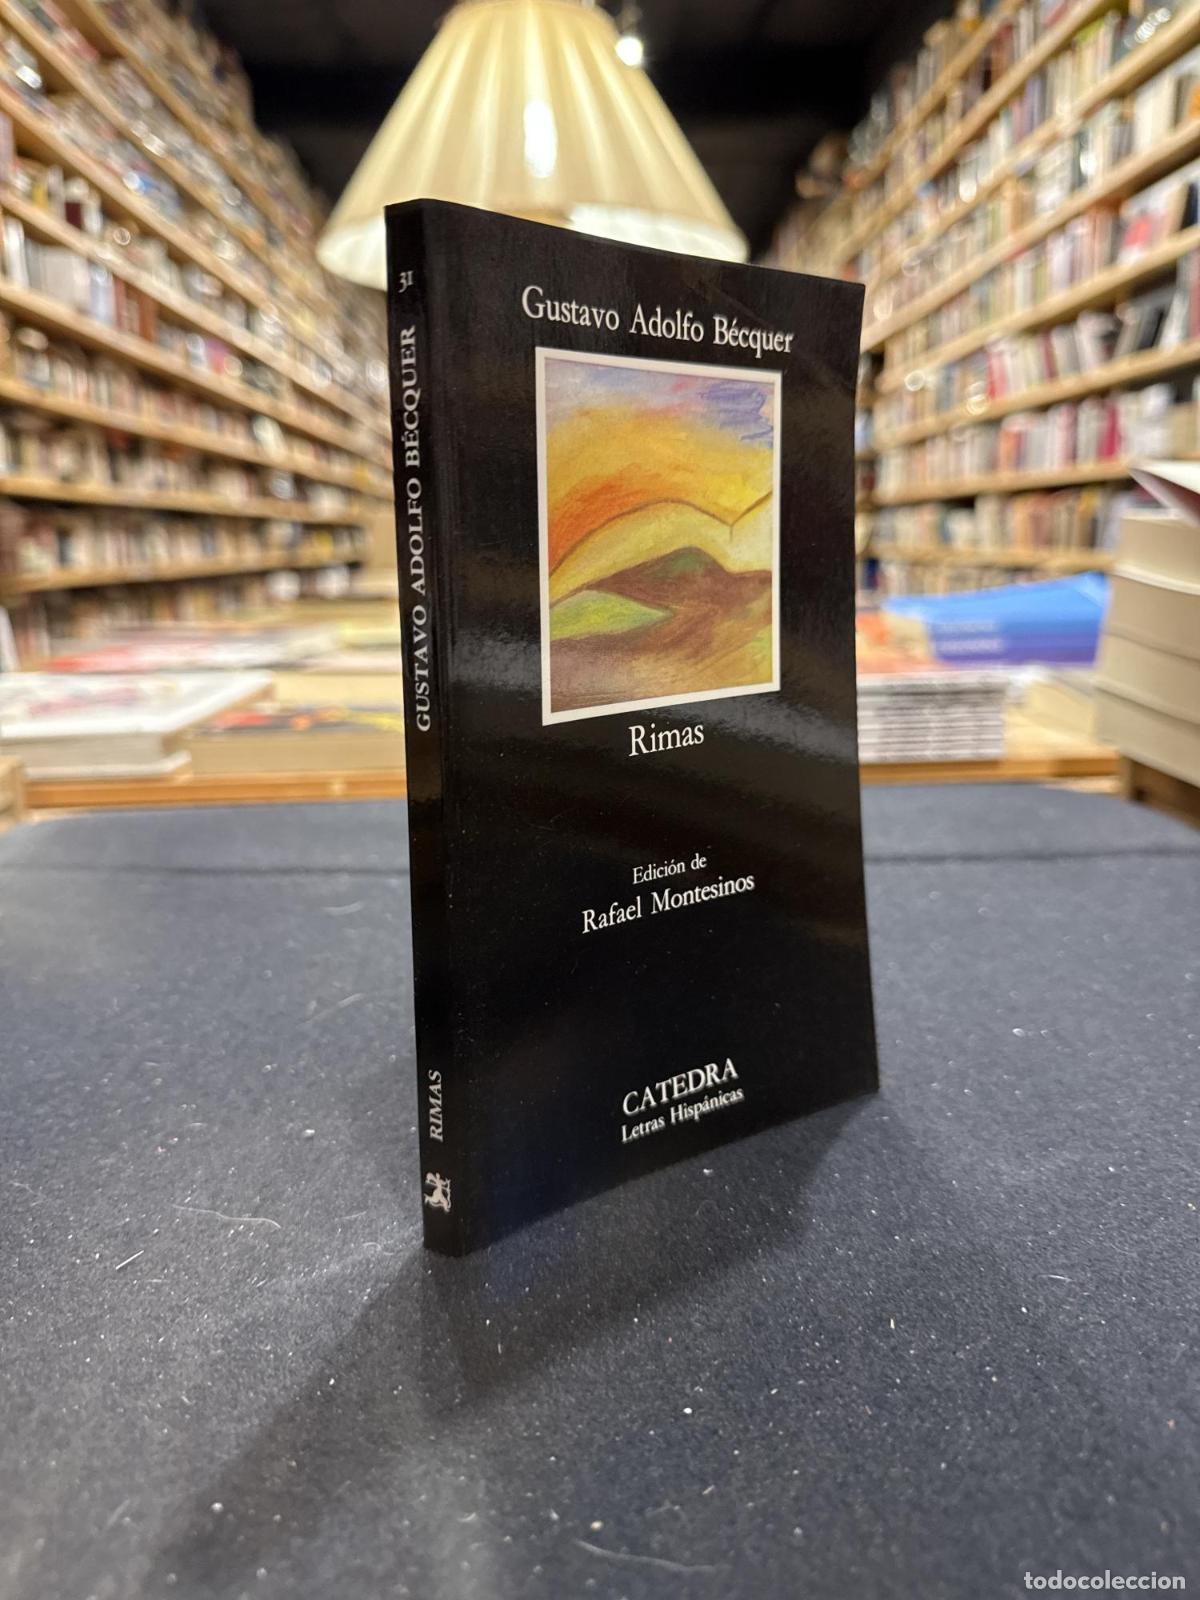 31
GUSTAVO ADOLFO BÉCQUER
RIMAS
Gustavo Adolfo Bécquer
Rimas
Edición de
Rafael Montesinos
CATEDRA
Letras Hispánicas
todocoleccion